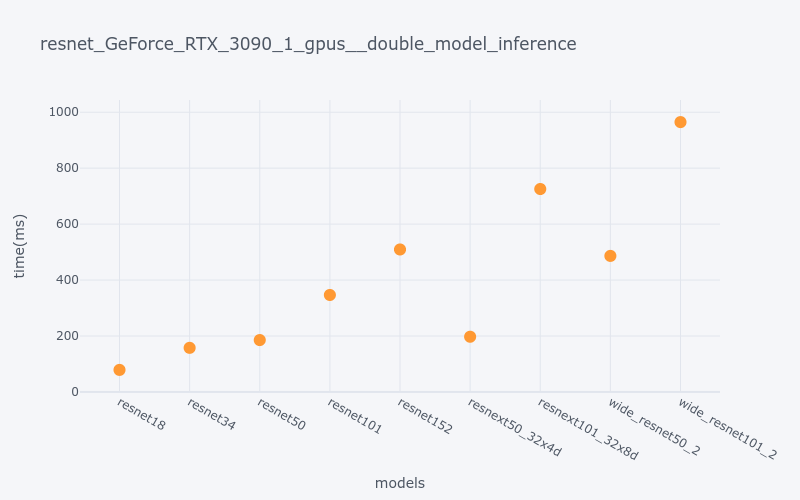 resnet_GeForce_RTX_3090_1_gpus__double_model_inference
time(ms)
1000
800
600
400
200
0
resnet18
resnet34
resnet50
resnet101
resnet152
resnext50_32x4d
resnext101_32x8d
wide_resnet50_2
wide_resnet101_2
models